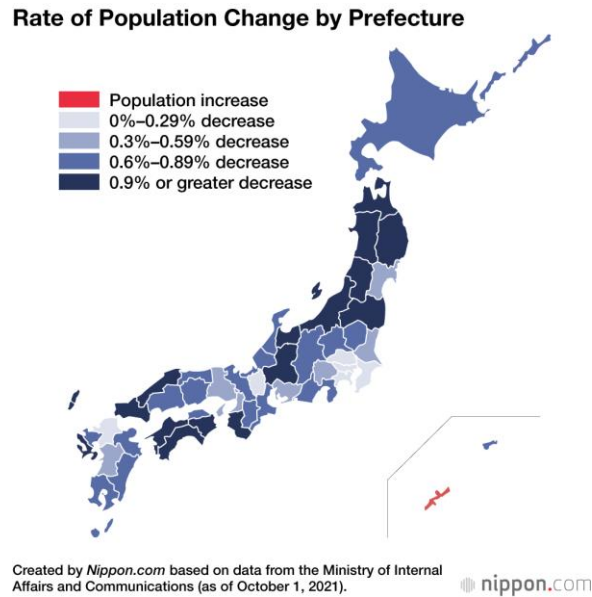 Rate of Population Change by Prefecture
Population increase
0%–0.29% decrease
0.3%–0.59% decrease
0.6%–0.89% decrease
0.9% or greater decrease
Created by Nippon.com based on data from the Ministry of Internal
Affairs and Communications (as of October 1, 2021).
nippon.com